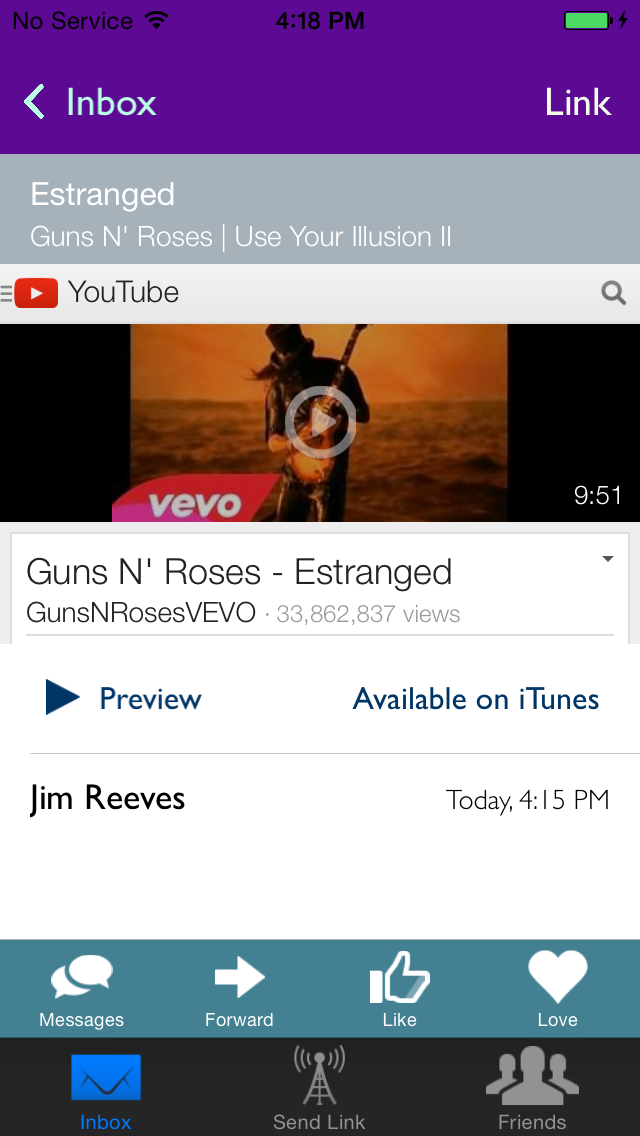 No Service 4:18 PM
Inbox Link
Estranged
Guns N' Roses | Use Your Illusion II
YouTube
vevo
9:51
Guns N' Roses - Estranged
GunsNRosesVEVO · 33,862,837 views
Preview Available on iTunes
Jim Reeves Today, 4:15 PM
Messages Forward Like Love
Inbox Send Link Friends